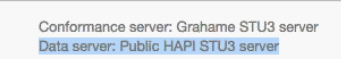 Conformance server: Grahame STU3 server
Data server: Public HAPI STU3 server